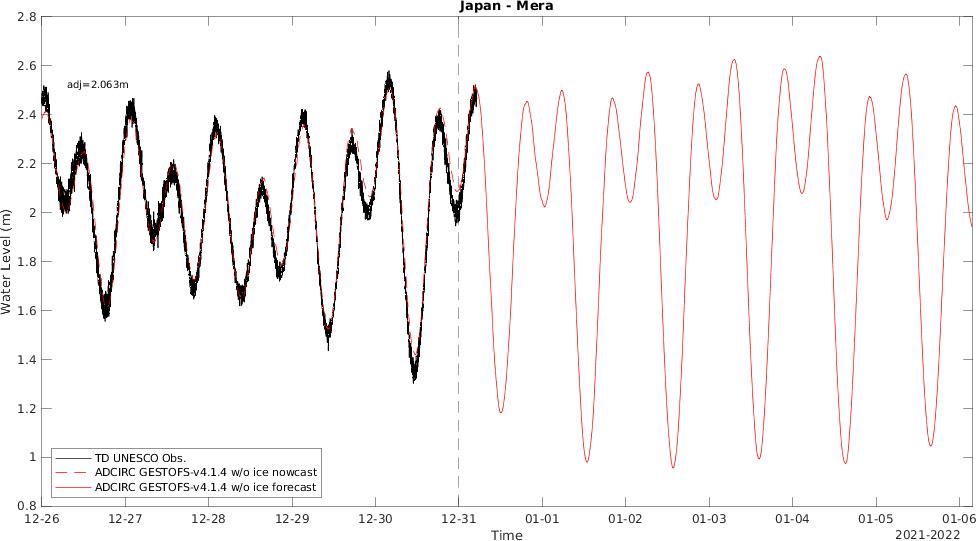 Japan - Mera
2.8
2.6
2.4
2.2
2
1.8
1.6
1.4
1.2
1
0.8
Water Level (m)
adj=2.063m
TD UNESCO Obs.
ADCIRC GESTOFS-v4.1.4 w/o ice nowcast
ADCIRC GESTOFS-v4.1.4 w/o ice forecast
12-26 12-27 12-28 12-29 12-30 12-31 01-01 01-02 01-03 01-04 01-05 01-06
Time
2021-2022